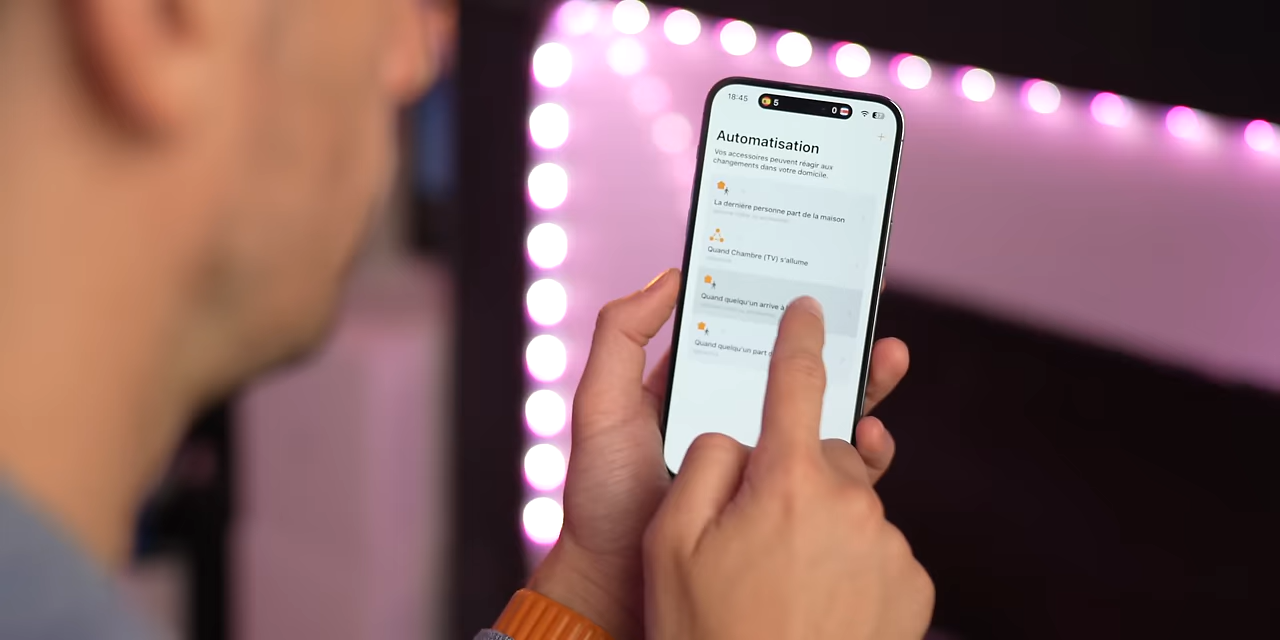 18:45
5
0
Automatisation
Vos accessoires peuvent réagir aux
changements dans votre domicile.
La dernière personne part de la maison
Quand Chambre (TV) s'allume
Quand quelqu'un arrive à
Quand quelqu'un part